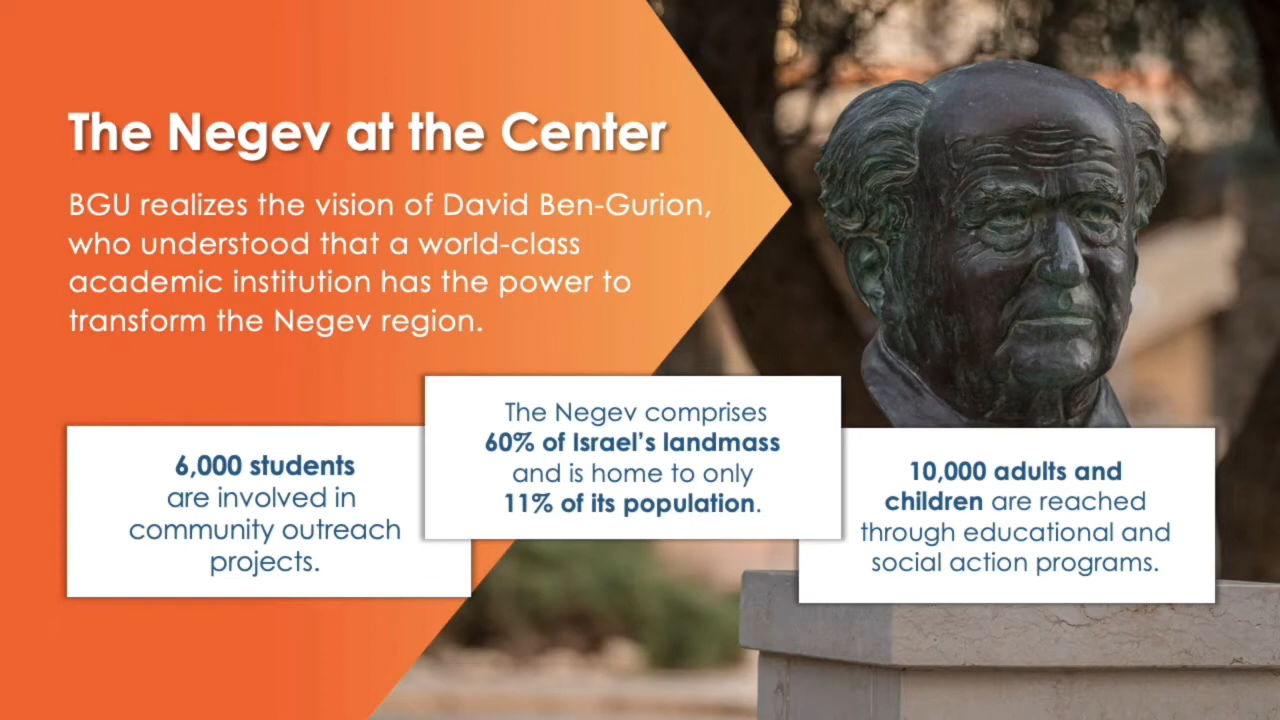 The Negev at the Center
BGU realizes the vision of David Ben-Gurion,
who understood that a world-class
academic institution has the power to
transform the Negev region.
6,000 students
are involved in
community outreach
projects.
The Negev comprises
60% of Israel's landmass
and is home to only
11% of its population.
10,000 adults and
children are reached
through educational and
social action programs.